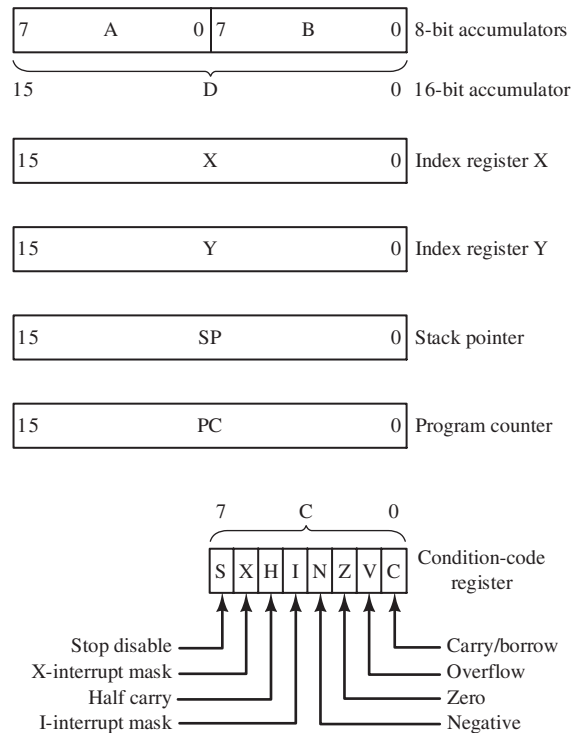 7 A 0 7 B 0 8-bit accumulators
15 D 0 16-bit accumulator
15 X 0 Index register X
15 Y 0 Index register Y
15 SP 0 Stack pointer
15 PC 0 Program counter
7 C 0
S X H I N Z V C Condition-code
register
Stop disable Carry/borrow
X-interrupt mask Overflow
Half carry Zero
I-interrupt mask Negative